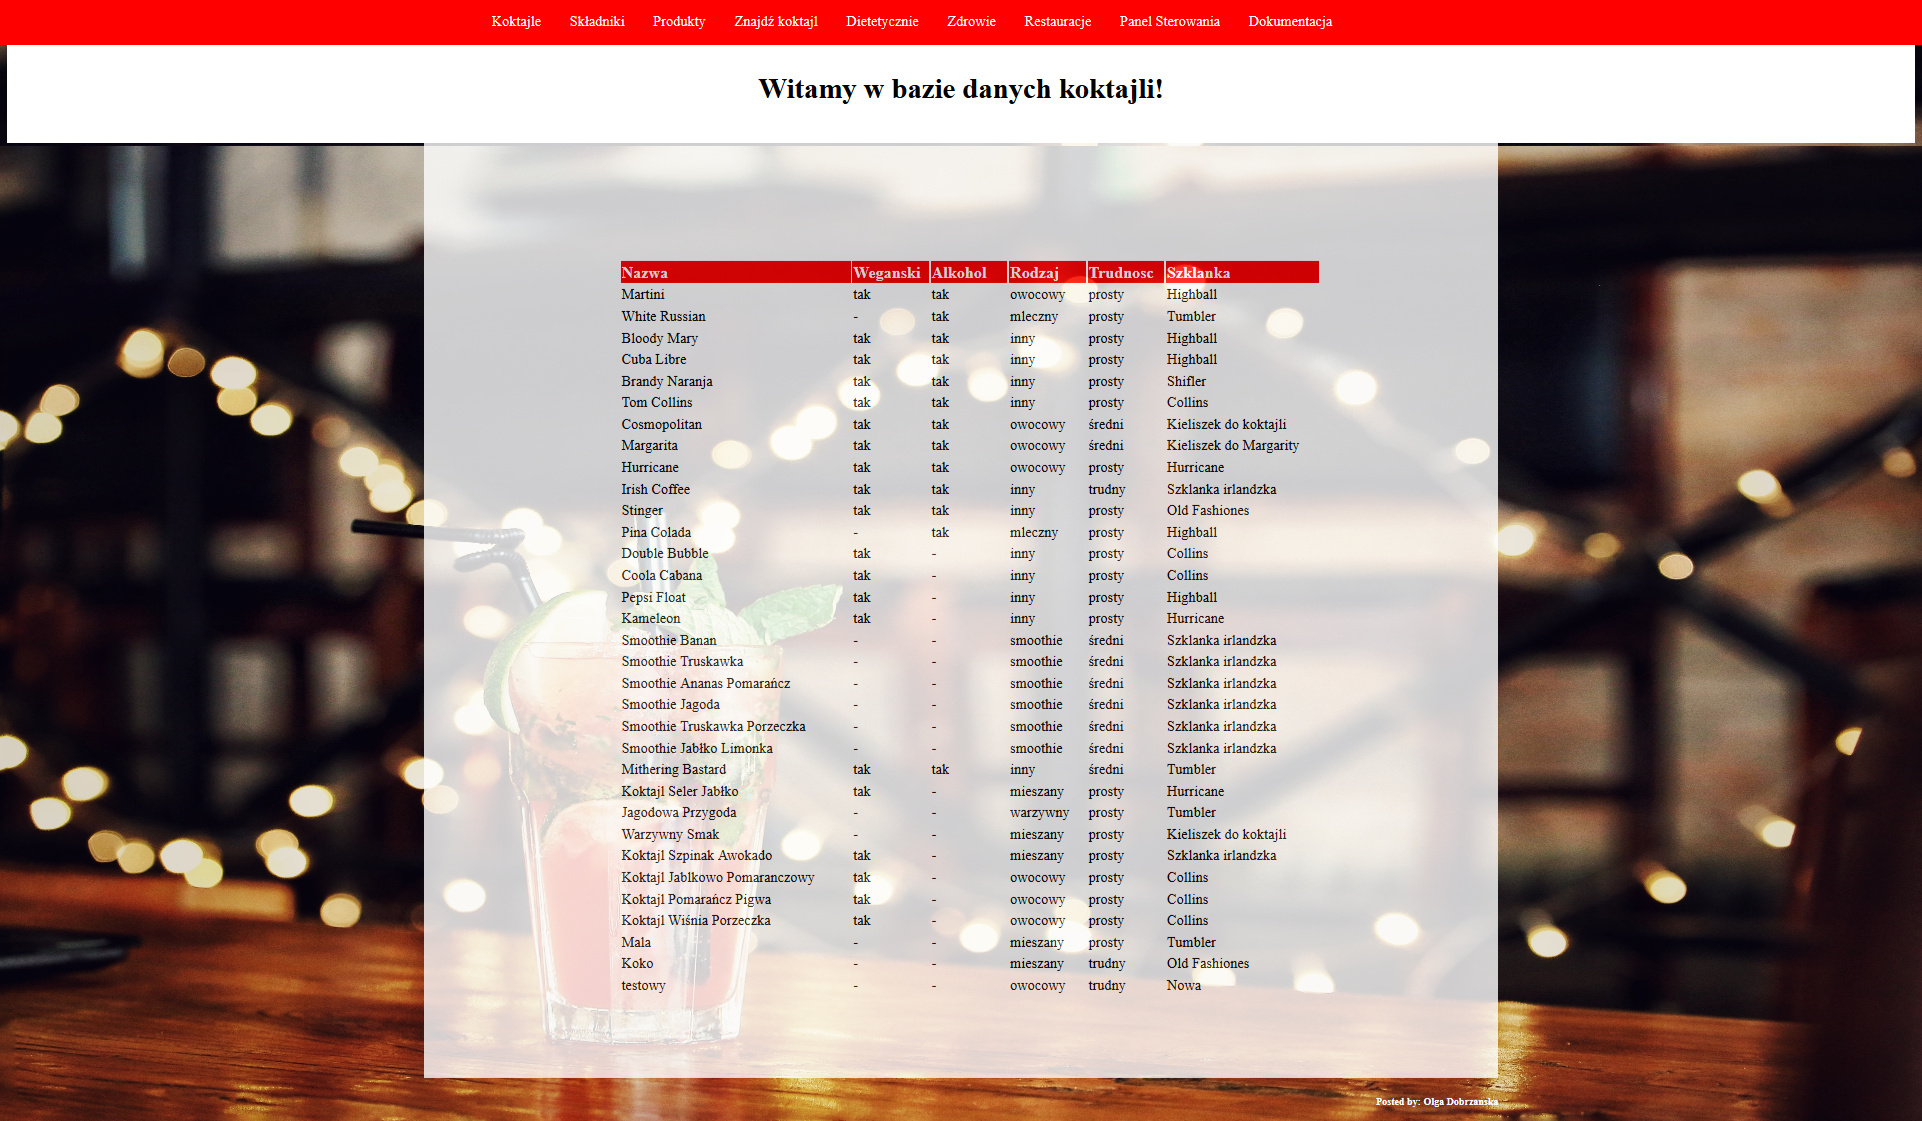 Koktajle Składniki Produkty Znajdź koktajl Dietetycznie Zdrowie Restauracje Panel Sterowania Dokumentacja
Witamy w bazie danych koktajli!
Nazwa Weganski Alkohol Rodzaj Trudnosc Szklanka
Martini tak tak owocowy prosty Highball
White Russian - tak mleczny prosty Tumbler
Bloody Mary tak tak inny prosty Highball
Cuba Libre tak tak inny prosty Highball
Brandy Naranja tak tak inny prosty Shifler
Tom Collins tak tak inny prosty Collins
Cosmopolitan tak tak owocowy średni Kieliszek do koktajli
Margarita tak tak owocowy średni Kieliszek do Margarity
Hurricane tak tak owocowy prosty Hurricane
Irish Coffee tak tak inny trudny Szklanka irlandzka
Stinger tak tak inny prosty Old Fashiones
Pina Colada - tak mleczny prosty Highball
Double Bubble tak - inny prosty Collins
Coola Cabana tak - inny prosty Collins
Pepsi Float tak - inny prosty Highball
Kameleon tak - inny prosty Hurricane
Smoothie Banan - - smoothie średni Szklanka irlandzka
Smoothie Truskawka - - smoothie średni Szklanka irlandzka
Smoothie Ananas Pomarańcz - - smoothie średni Szklanka irlandzka
Smoothie Jagoda - - smoothie średni Szklanka irlandzka
Smoothie Truskawka Porzeczka - - smoothie średni Szklanka irlandzka
Smoothie Jabłko Limonka - - smoothie średni Szklanka irlandzka
Mithering Bastard tak tak inny średni Tumbler
Koktajl Seler Jabłko tak - mieszany prosty Hurricane
Jagodowa Przygoda - - warzywny prosty Tumbler
Warzywny Smak - - mieszany prosty Kieliszek do koktajli
Koktajl Szpinak Awokado tak - mieszany prosty Szklanka irlandzka
Koktajl Jablkowo Pomaranczowy tak - owocowy prosty Collins
Koktajl Pomarańcz Pigwa tak - owocowy prosty Collins
Koktajl Wiśnia Porzeczka tak - owocowy prosty Collins
Mala - - mieszany prosty Tumbler
Koko - - mieszany trudny Old Fashiones
testowy - - owocowy trudny Nowa
Posted by: Olga Dobrzanska